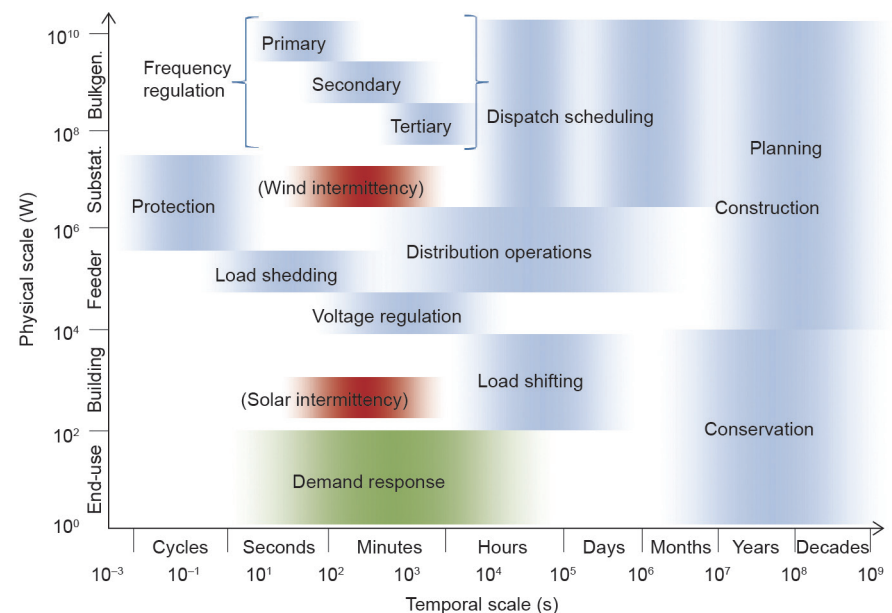 Physical scale (W)
10¹⁰
10⁸
10⁶
10⁴
10²
10⁰
Bulkgen.
Substat.
Feeder
Building
End-use
Frequency
regulation
Primary
Secondary
Tertiary
Dispatch scheduling
Planning
Protection
(Wind intermittency)
Construction
Distribution operations
Load shedding
Voltage regulation
Load shifting
(Solar intermittency)
Conservation
Demand response
Cycles Seconds Minutes Hours Days Months Years Decades
10⁻³ 10⁻¹ 10¹ 10² 10³ 10⁴ 10⁵ 10⁶ 10⁷ 10⁸ 10⁹
Temporal scale (s)